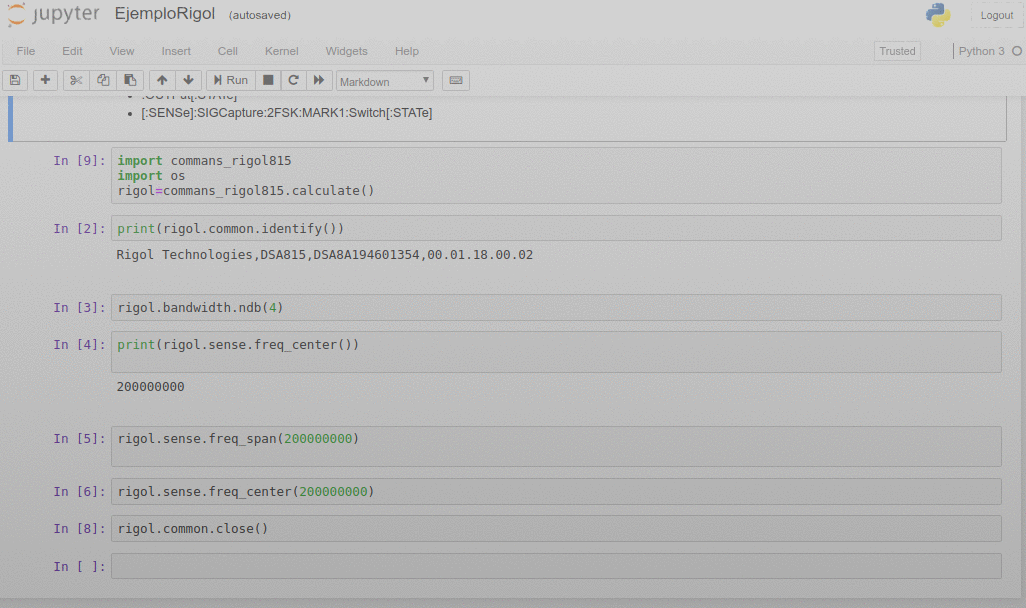 jupyter EjemploRigol (autosaved) Logout
File Edit View Insert Cell Kernel Widgets Help Trusted Python 3
Run Markdown
[:SENSe]:SIGCapture:2FSK:MARK1:Switch[:STATe]
In [9]: import commans_rigol815
import os
rigol=commans_rigol815.calculate()
In [2]: print(rigol.common.identify())
Rigol Technologies,DSA815,DSA8A194601354,00.01.18.00.02
In [3]: rigol.bandwidth.ndb(4)
In [4]: print(rigol.sense.freq_center())
200000000
In [5]: rigol.sense.freq_span(200000000)
In [6]: rigol.sense.freq_center(200000000)
In [8]: rigol.common.close()
In [ ]: